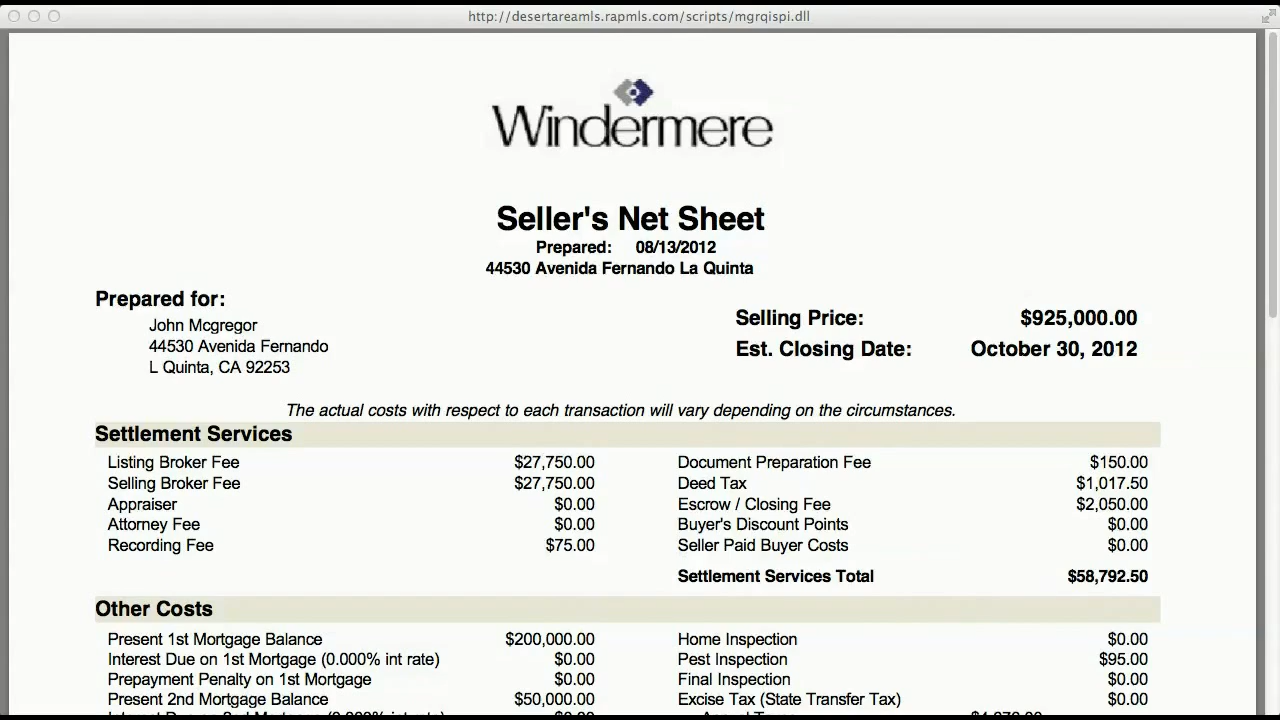 http://desertareamls.rapmls.com/scripts/mgrqispi.dll
Windermere
Seller's Net Sheet
Prepared: 08/13/2012
44530 Avenida Fernando La Quinta
Prepared for:
John Mcgregor
44530 Avenida Fernando
L Quinta, CA 92253
Selling Price: $925,000.00
Est. Closing Date: October 30, 2012
The actual costs with respect to each transaction will vary depending on the circumstances.
Settlement Services
Listing Broker Fee $27,750.00 Document Preparation Fee $150.00
Selling Broker Fee $27,750.00 Deed Tax $1,017.50
Appraiser $0.00 Escrow / Closing Fee $2,050.00
Attorney Fee $0.00 Buyer's Discount Points $0.00
Recording Fee $75.00 Seller Paid Buyer Costs $0.00
Settlement Services Total $58,792.50
Other Costs
Present 1st Mortgage Balance $200,000.00 Home Inspection $0.00
Interest Due on 1st Mortgage (0.000% int rate) $0.00 Pest Inspection $95.00
Prepayment Penalty on 1st Mortgage $0.00 Final Inspection $0.00
Present 2nd Mortgage Balance $50,000.00 Excise Tax (State Transfer Tax) $0.00